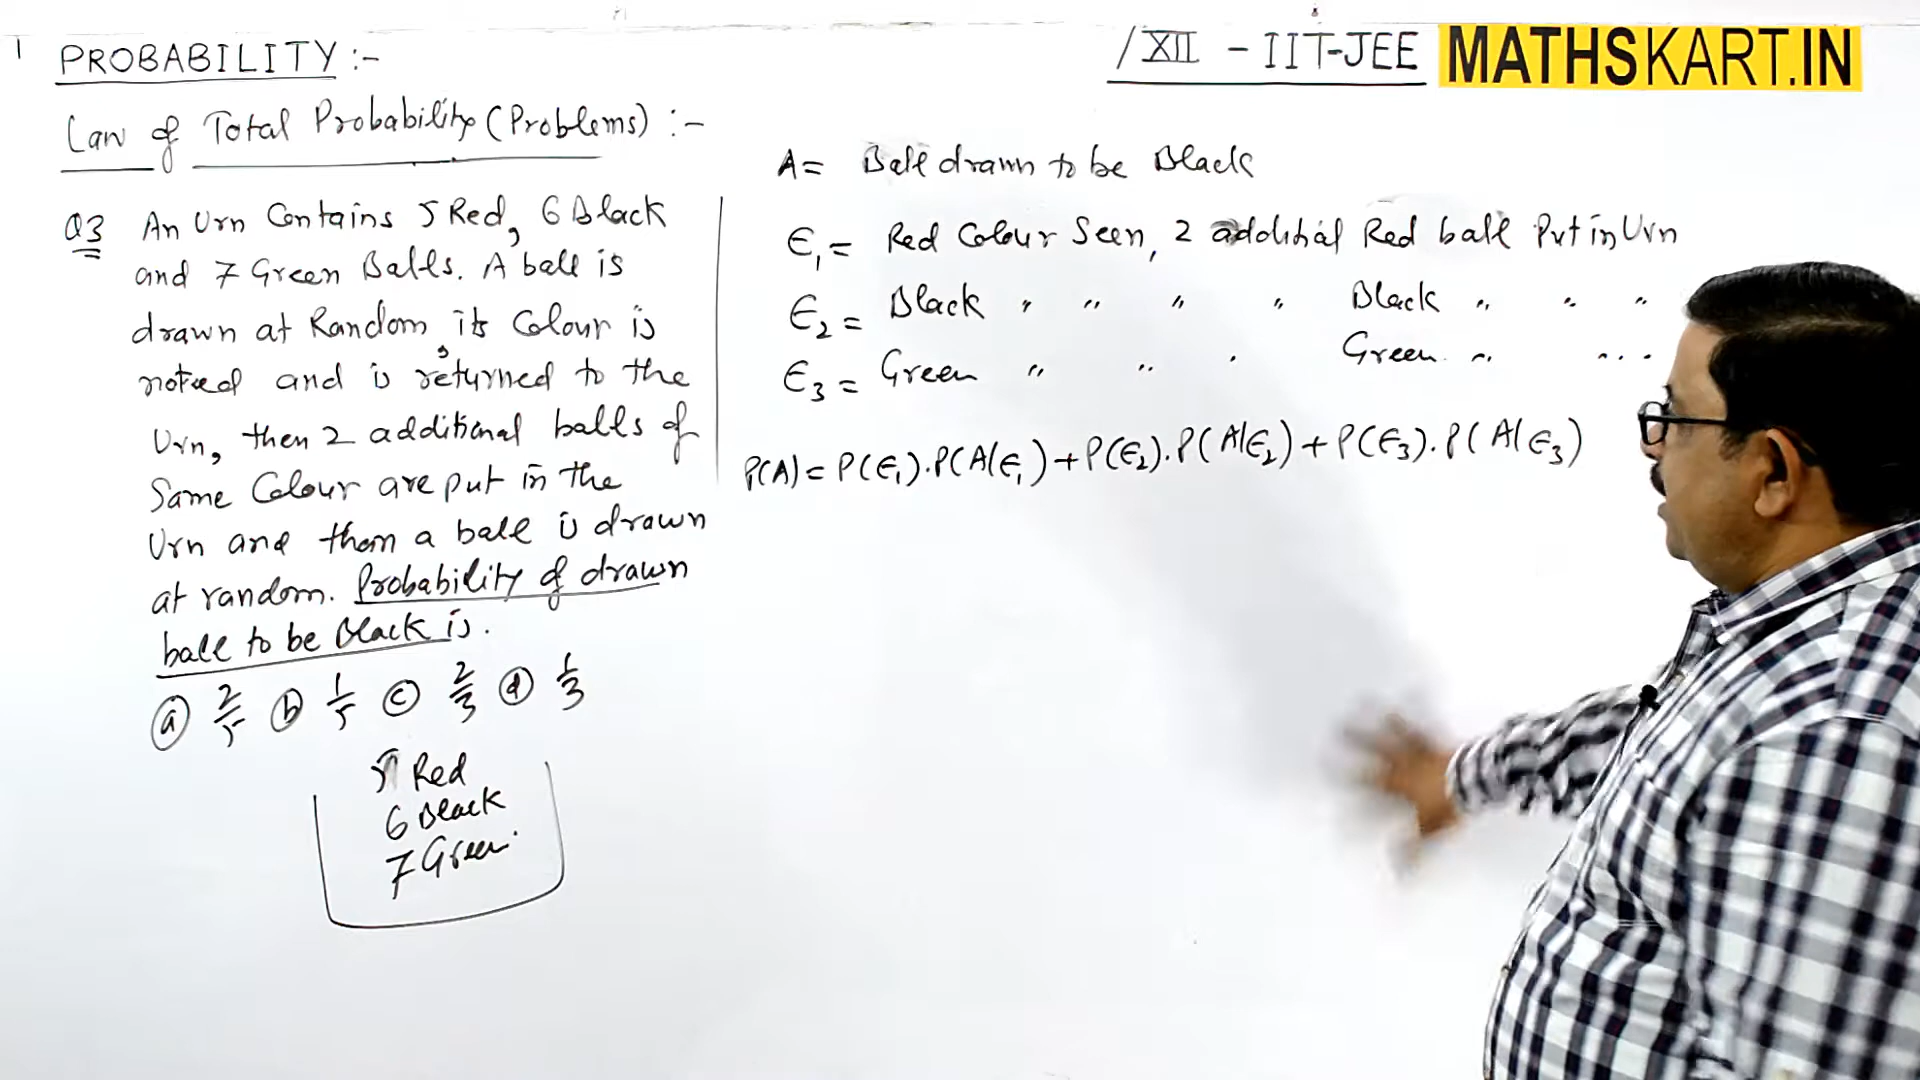 1 PROBABILITY :-
/XII - IIT-JEE MATHSKART.IN
Law of Total Probability (Problems) :-
Q3 An Urn Contains 5 Red, 6 Black
and 7 Green Balls. A ball is
drawn at Random, its Colour is
noted and is returned to the
Urn, then 2 additional balls of
Same Colour are put in the
Urn and then a ball is drawn
at random. Probability of drawn
ball to be Black is.
(a) 2/5 (b) 1/5 (c) 2/3 (d) 1/3
5 Red
6 Black
7 Green
A = Ball drawn to be Black
E₁ = Red Colour Seen, 2 additial Red ball Put in Urn
E₂ = Black " " " " Black " " "
E₃ = Green " " " Green " "
P(A) = P(E₁).P(A|E₁)+P(E₂).P(A|E₂)+P(E₃).P(A|E₃)